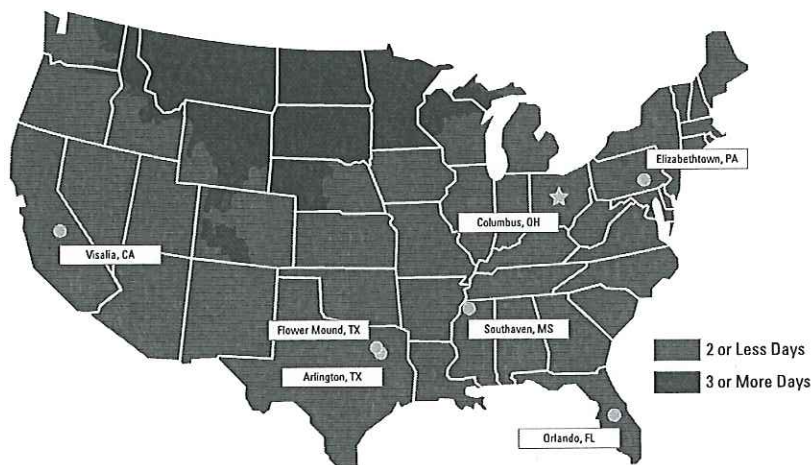 Elizabethtown, PA
Columbus, OH
Visalia, CA
Flower Mound, TX
Southaven, MS
Arlington, TX
2 or Less Days
3 or More Days
Orlando, FL